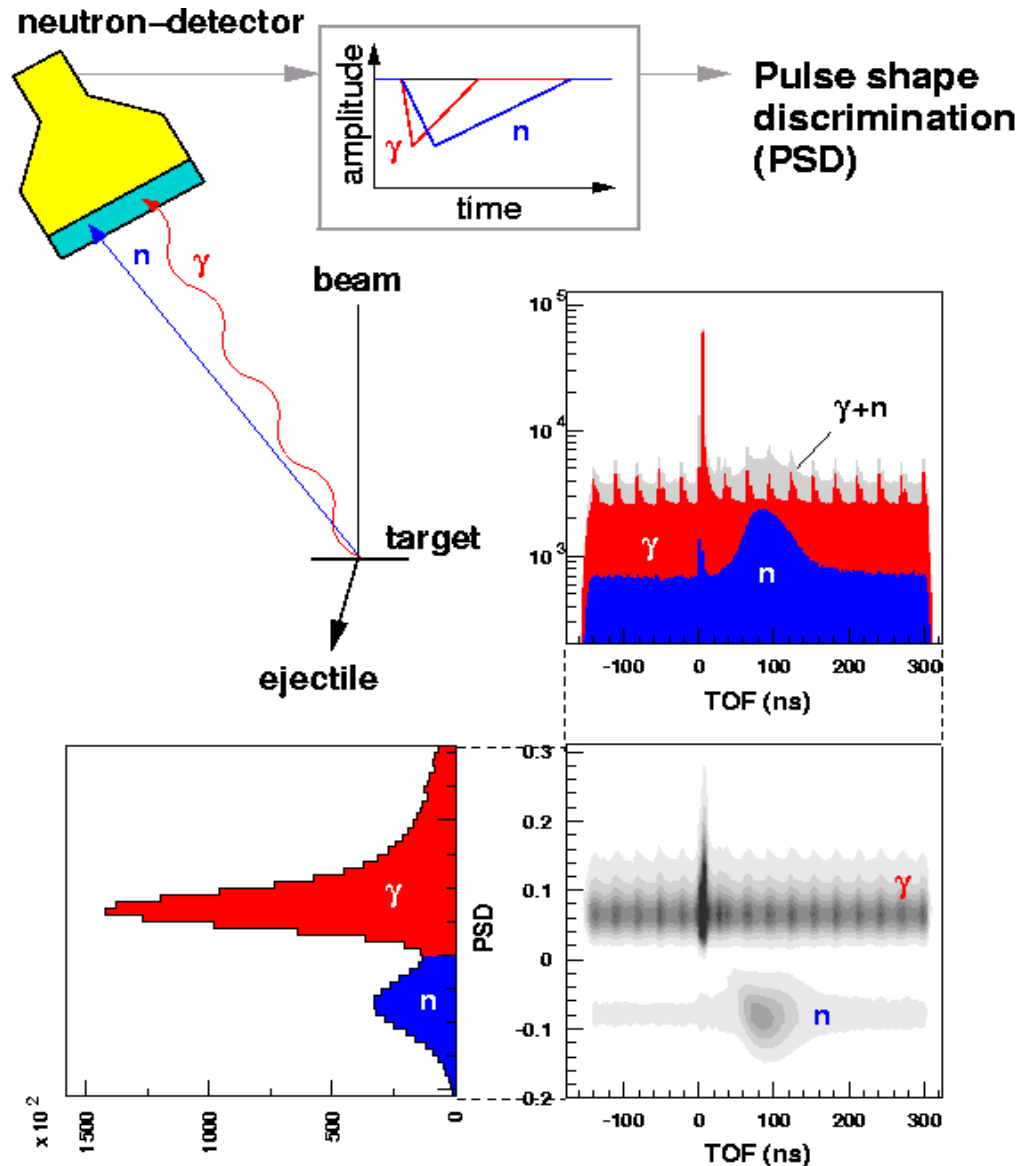 neutron–detector
amplitude
γ
n
time
Pulse shape
discrimination
(PSD)
n
γ
beam
target
ejectile
10^5
10^4
10^3
γ+n
γ
n
-100 0 100 200 300
TOF (ns)
γ
n
x 10^2
1500 1000 500 0
PSD
0.3
0.2
0.1
0
-0.1
-0.2
γ
n
-100 0 100 200 300
TOF (ns)